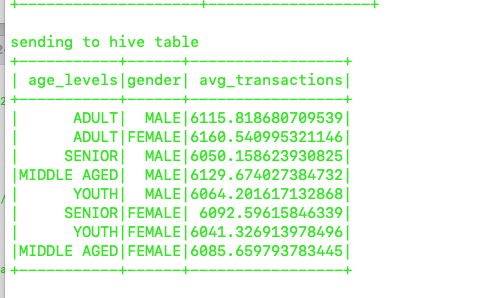 +--------------------+-----------------+
sending to hive table
+-----------+------+-----------------+
| age_levels|gender| avg_transactions|
+-----------+------+-----------------+
|      ADULT|  MALE|6115.818680709539|
|      ADULT|FEMALE|6160.540995321146|
|     SENIOR|  MALE|6050.158623930825|
|MIDDLE AGED|  MALE|6129.674027384732|
|      YOUTH|  MALE|6064.201617132868|
|     SENIOR|FEMALE| 6092.59615846339|
|      YOUTH|FEMALE|6041.326913978496|
|MIDDLE AGED|FEMALE|6085.659793783445|
+-----------+------+-----------------+